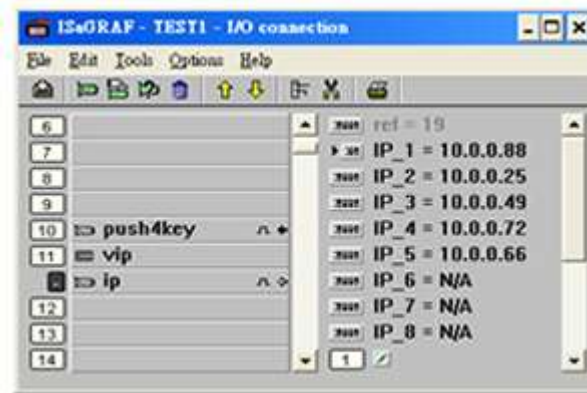 ISaGRAF - TEST1 - I/O connection
File Edit Tools Options Help
6
7
8
9
10 push4key
11 vip
ip
12
13
14
ref = 19
IP_1 = 10.0.0.88
IP_2 = 10.0.0.25
IP_3 = 10.0.0.49
IP_4 = 10.0.0.72
IP_5 = 10.0.0.66
IP_6 = N/A
IP_7 = N/A
IP_8 = N/A
1